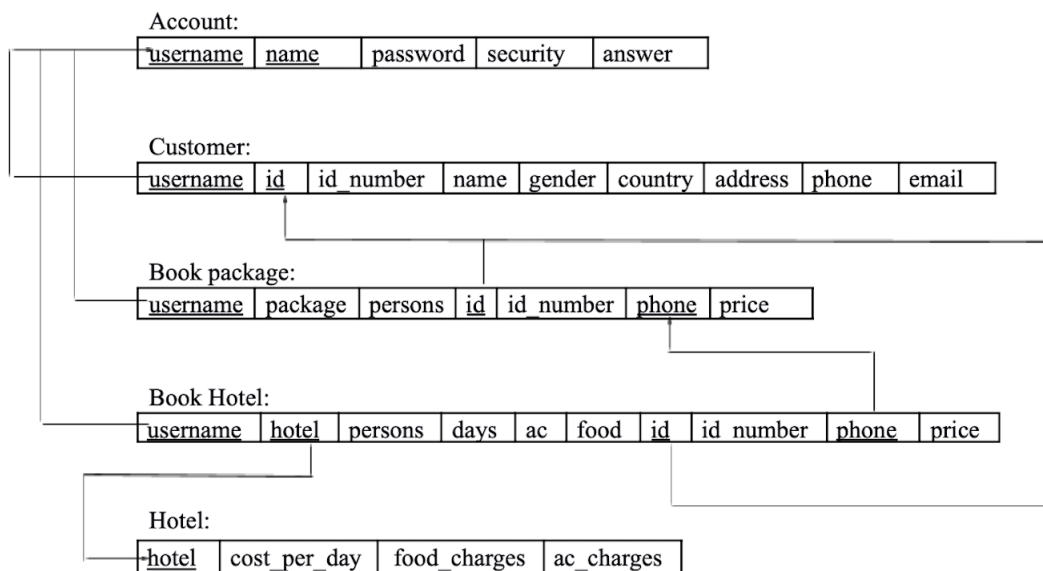 Account:
username name password security answer
Customer:
username id id_number name gender country address phone email
Book package:
username package persons id id_number phone price
Book Hotel:
username hotel persons days ac food id id_number phone price
Hotel:
hotel cost_per_day food_charges ac_charges